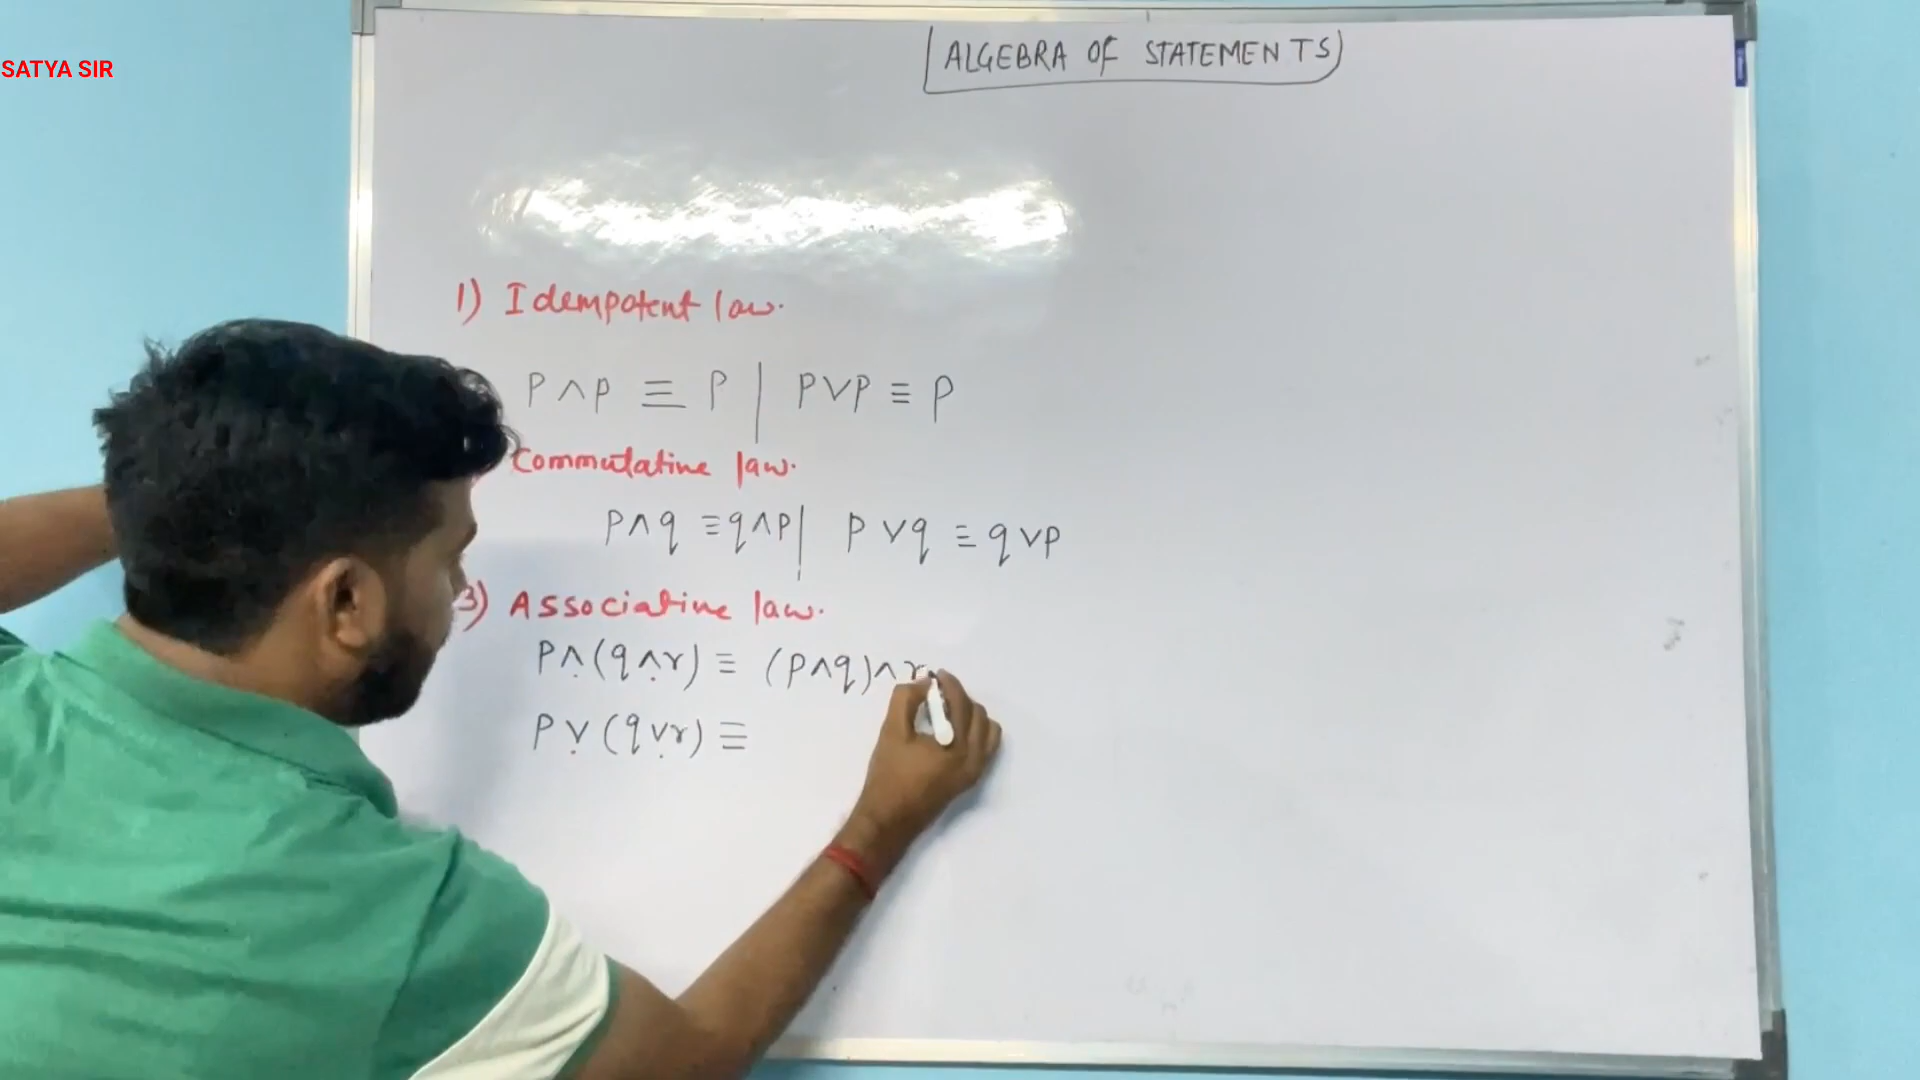 SATYA SIR
ALGEBRA OF STATEMENTS
1) Idempotent law.
P ∧ P ≡ P | P ∨ P ≡ P
Commutative law.
P ∧ q ≡ q ∧ P | P ∨ q ≡ q ∨ P
3) Associative law.
P ∧ (q ∧ r) ≡ (P ∧ q) ∧ r
P ∨ (q ∨ r) ≡